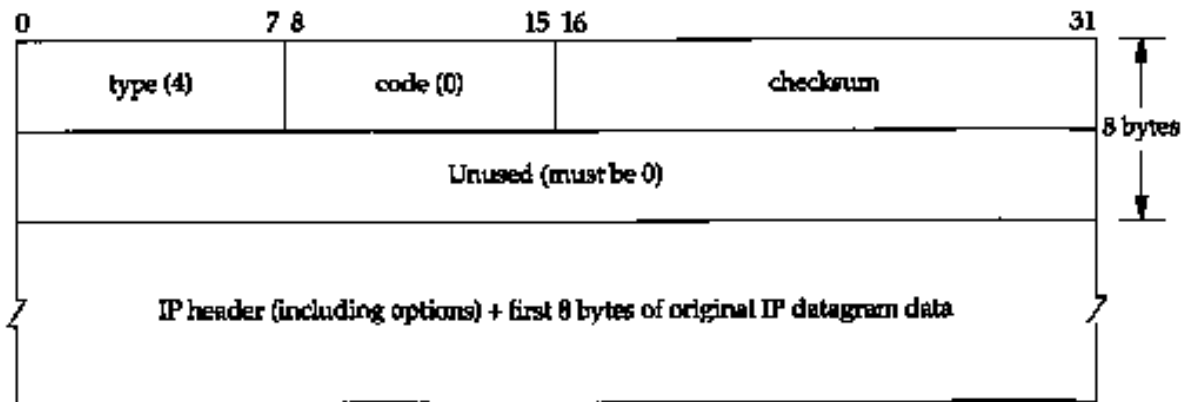 0 7 8 15 16 31
type (4) code (0) checksum
8 bytes
Unused (must be 0)
IP header (including options) + first 8 bytes of original IP datagram data